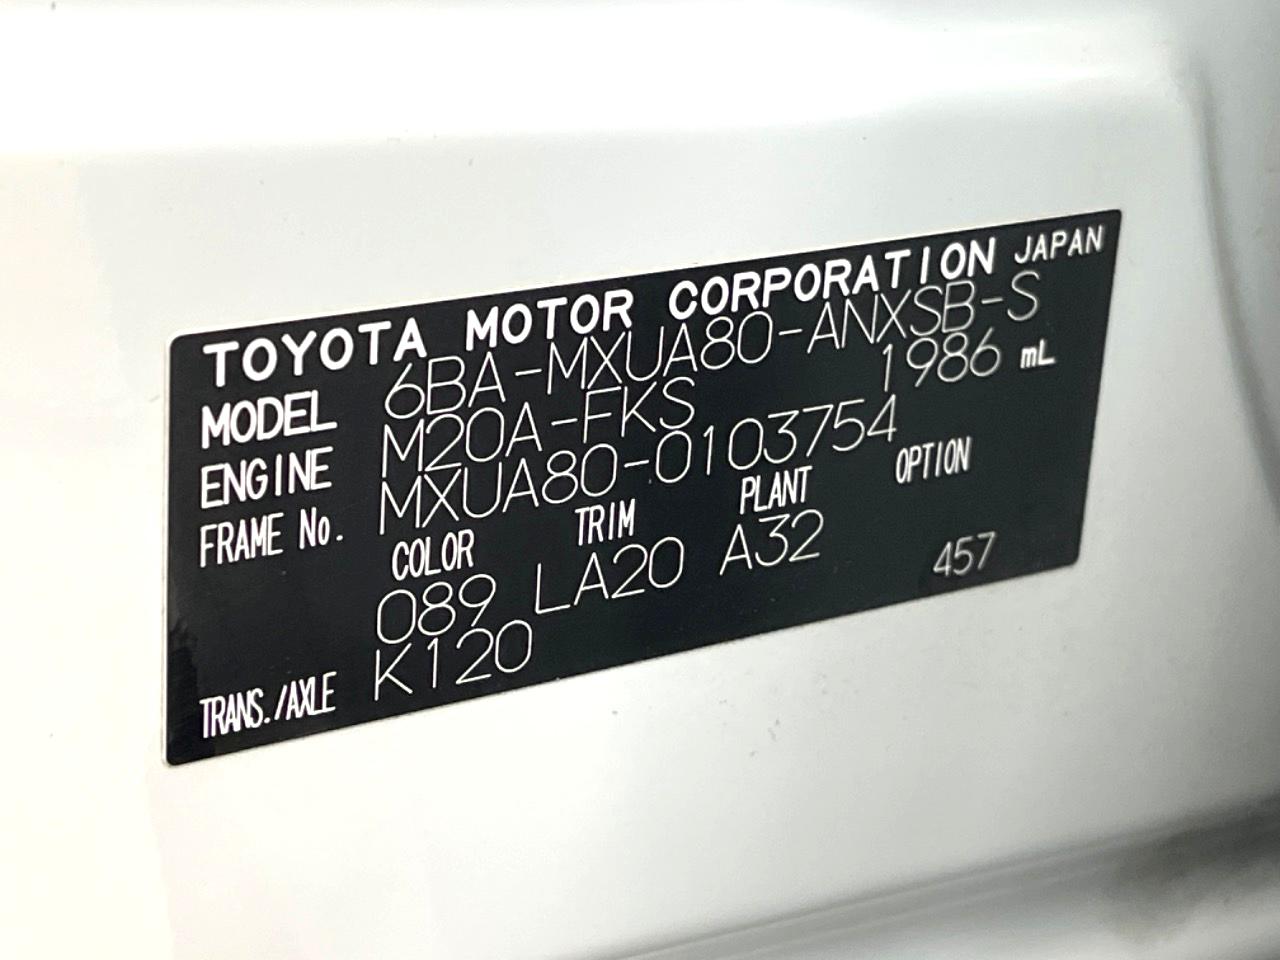 TOYOTA MOTOR CORPORATION JAPAN
MODEL 6BA-MXUA80-ANXSB-S
ENGINE M20A-FKS 1986 mL
FRAME No. MXUA80-0103754
COLOR TRIM PLANT OPTION
089 LA20 A32 457
TRANS./AXLE K120